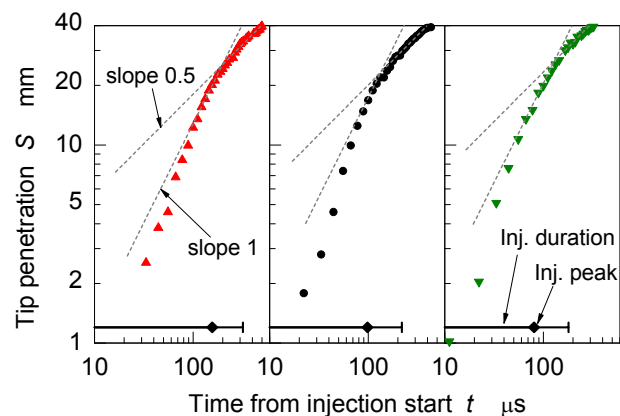 40
20
10
5
2
1
Tip penetration S mm
slope 0.5
slope 1
Inj. duration
Inj. peak
10 100 10 100 10 100
Time from injection start t μs